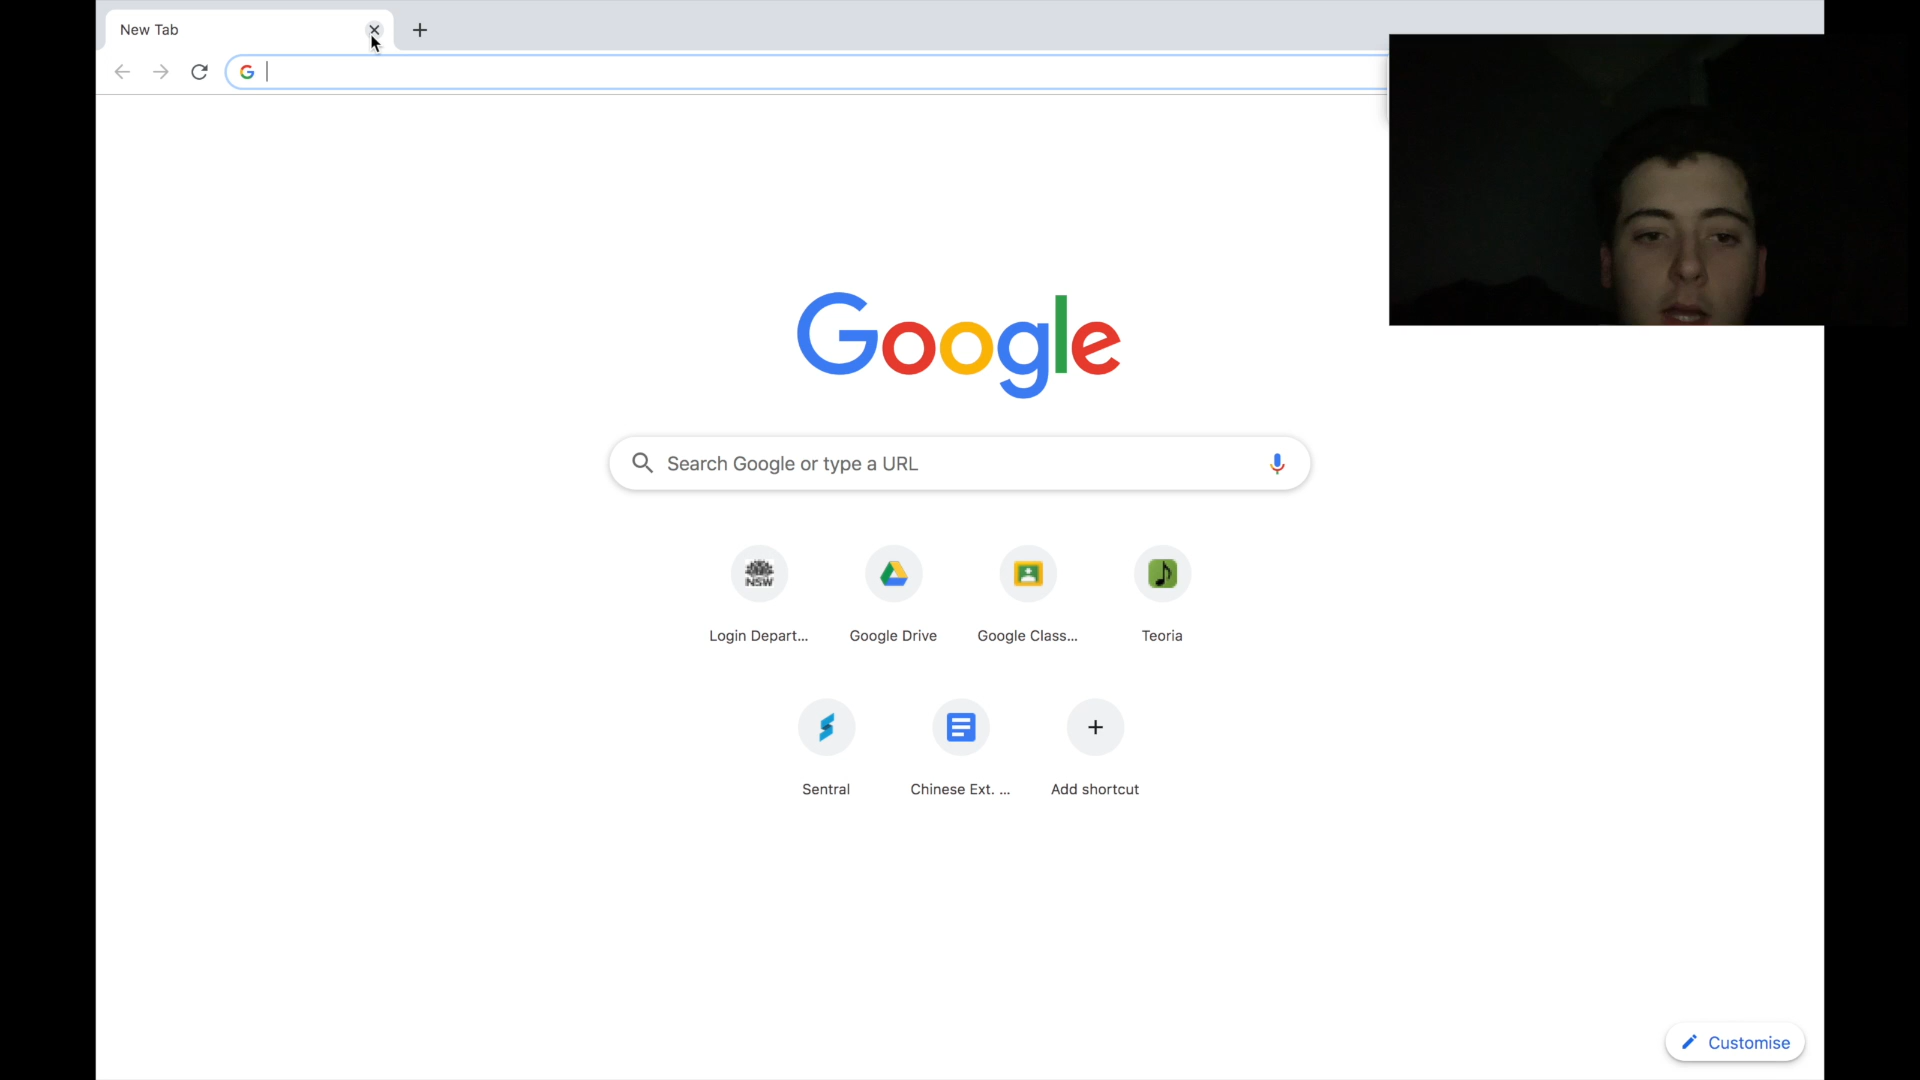 New Tab
Google
Search Google or type a URL
NSW
Login Depart...
Google Drive
Google Class...
Teoria
Sentral
Chinese Ext. ...
Add shortcut
Customise